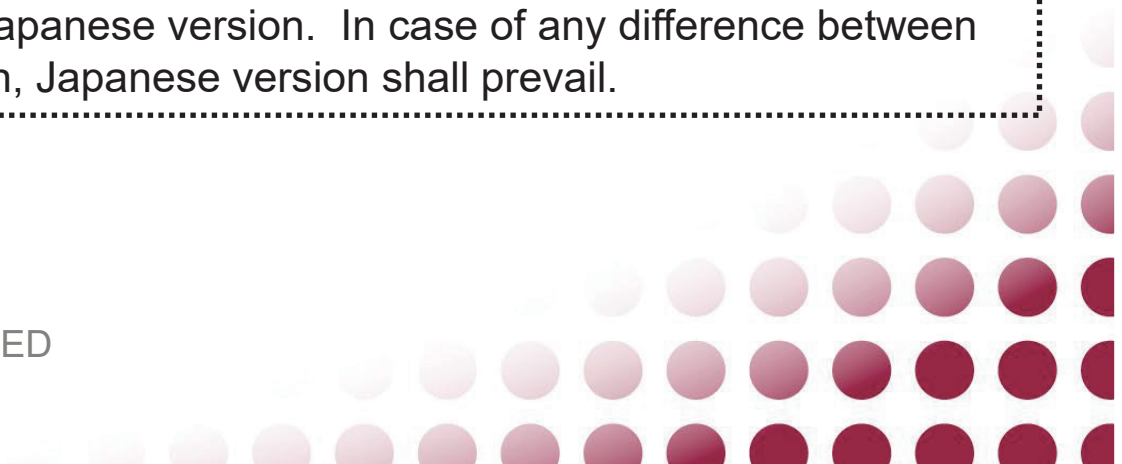 apanese version.  In case of any difference between
n, Japanese version shall prevail.
ED